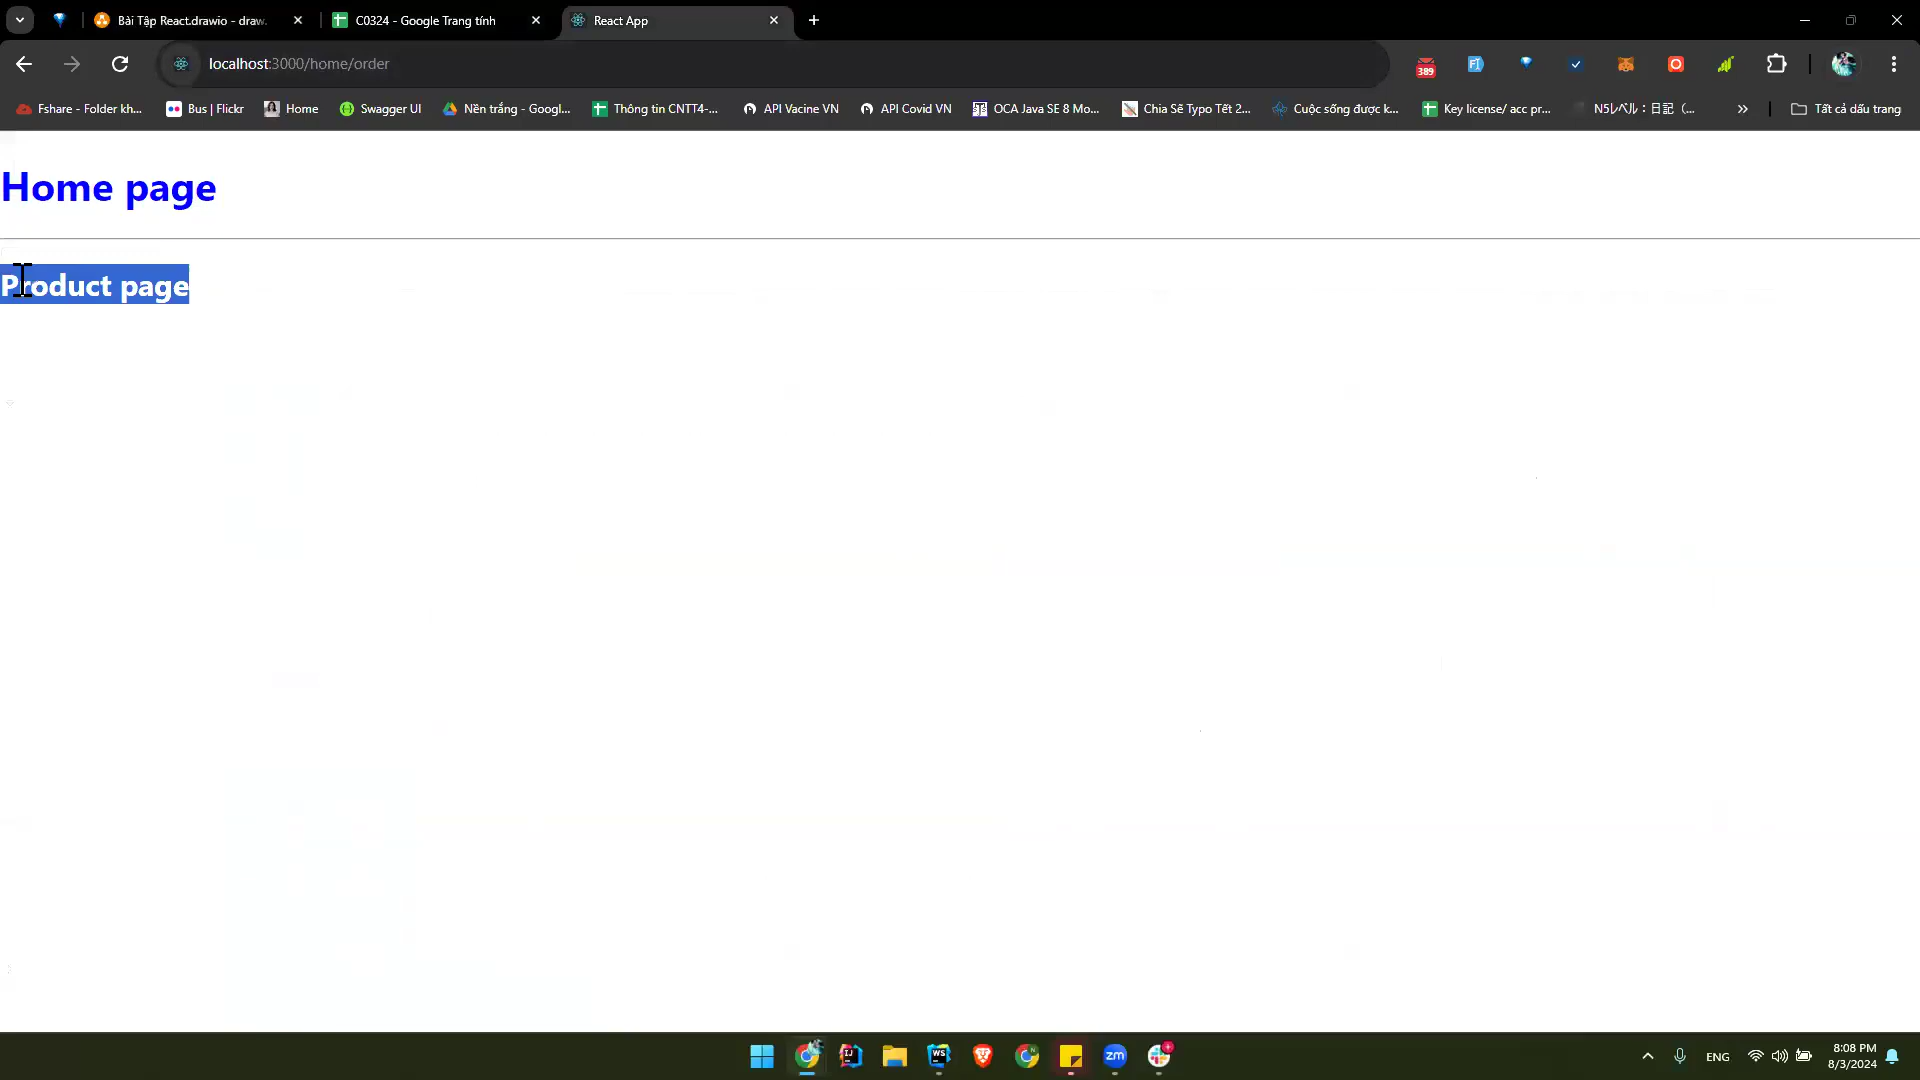 Bài Tập React.drawio - draw.
C0324 - Google Trang tính
React App
localhost:3000/home/order
389
Fshare - Folder kh...
Bus | Flickr
Home
Swagger UI
Nền trắng - Googl...
Thông tin CNTT4-...
API Vacine VN
API Covid VN
OCA Java SE 8 Mo...
Chia Sẽ Typo Tết 2...
Cuộc sống được k...
Key license/ acc pr...
N5レベル：日記（...
Tất cả dấu trang
Home page
Product page
ENG
8:08 PM
8/3/2024